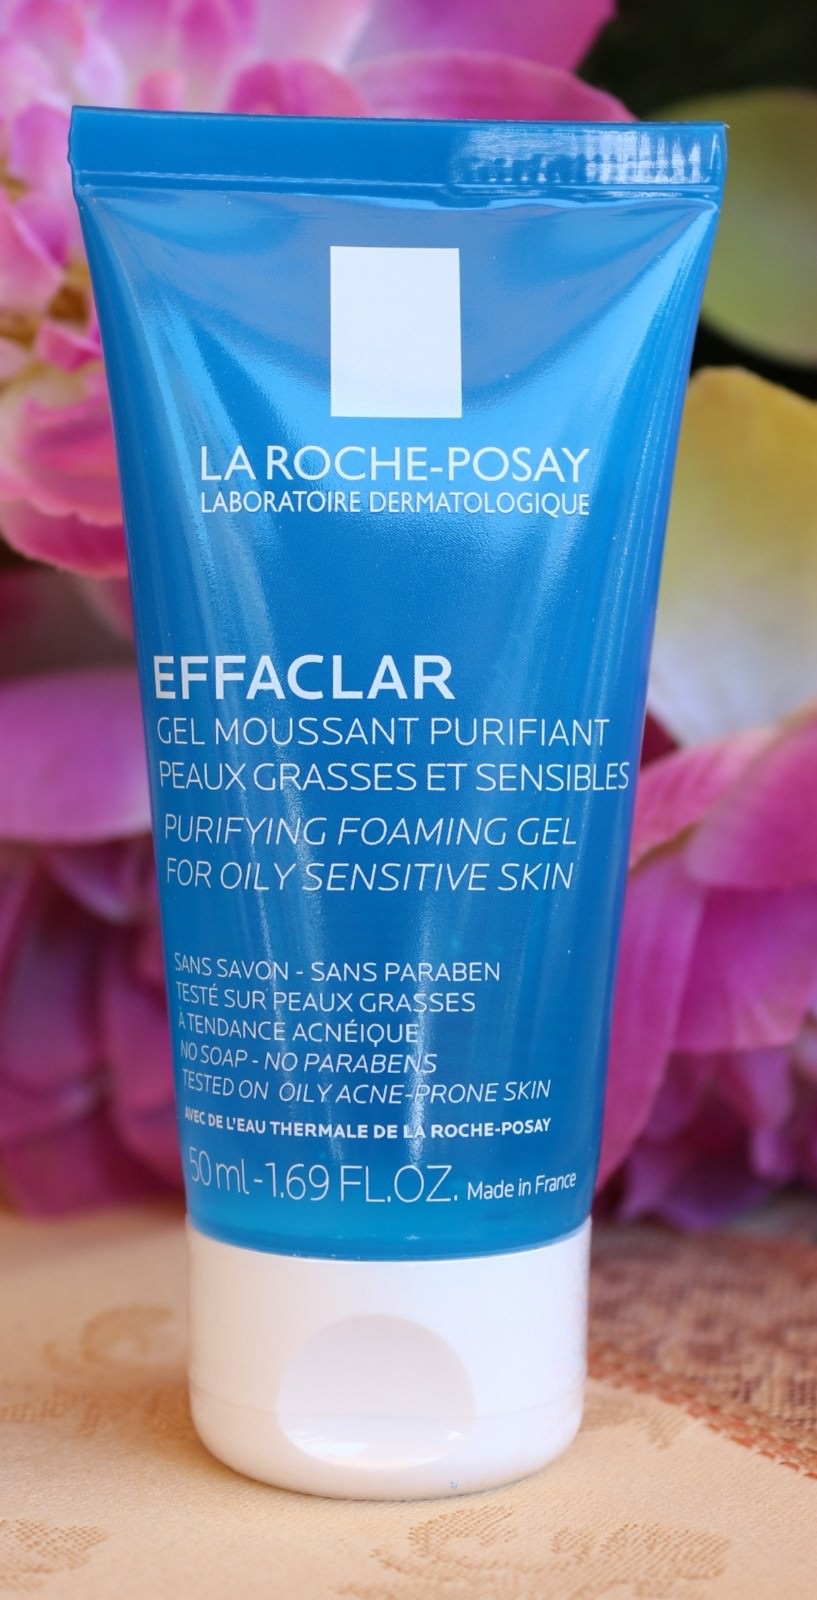 LA ROCHE-POSAY
LABORATOIRE DERMATOLOGIQUE
EFFACLAR
GEL MOUSSANT PURIFIANT
PEAUX GRASSES ET SENSIBLES
PURIFYING FOAMING GEL
FOR OILY SENSITIVE SKIN
SANS SAVON - SANS PARABEN
TESTÉ SUR PEAUX GRASSES
À TENDANCE ACNÉIQUE
NO SOAP - NO PARABENS
TESTED ON OILY ACNE-PRONE SKIN
AVEC DE L'EAU THERMALE DE LA ROCHE-POSAY
50 ml - 1.69 FL.OZ. Made in France